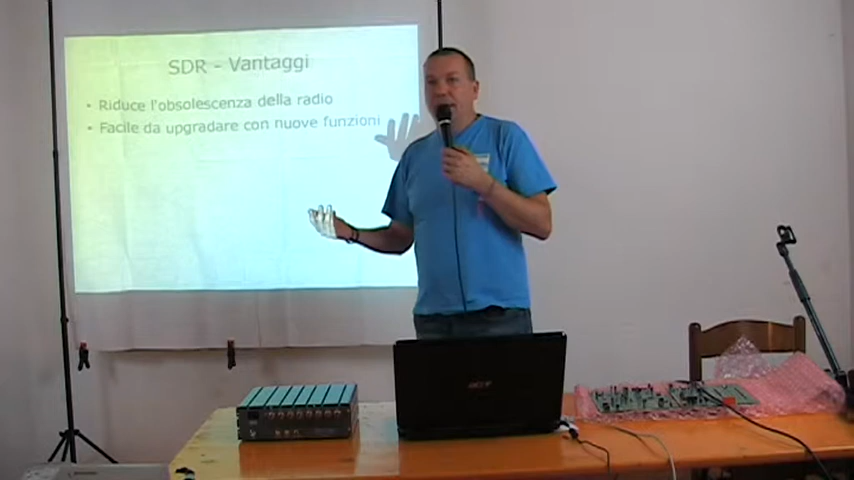 SDR - Vantaggi
• Riduce l'obsolescenza della radio
• Facile da upgradare con nuove funzioni
acer